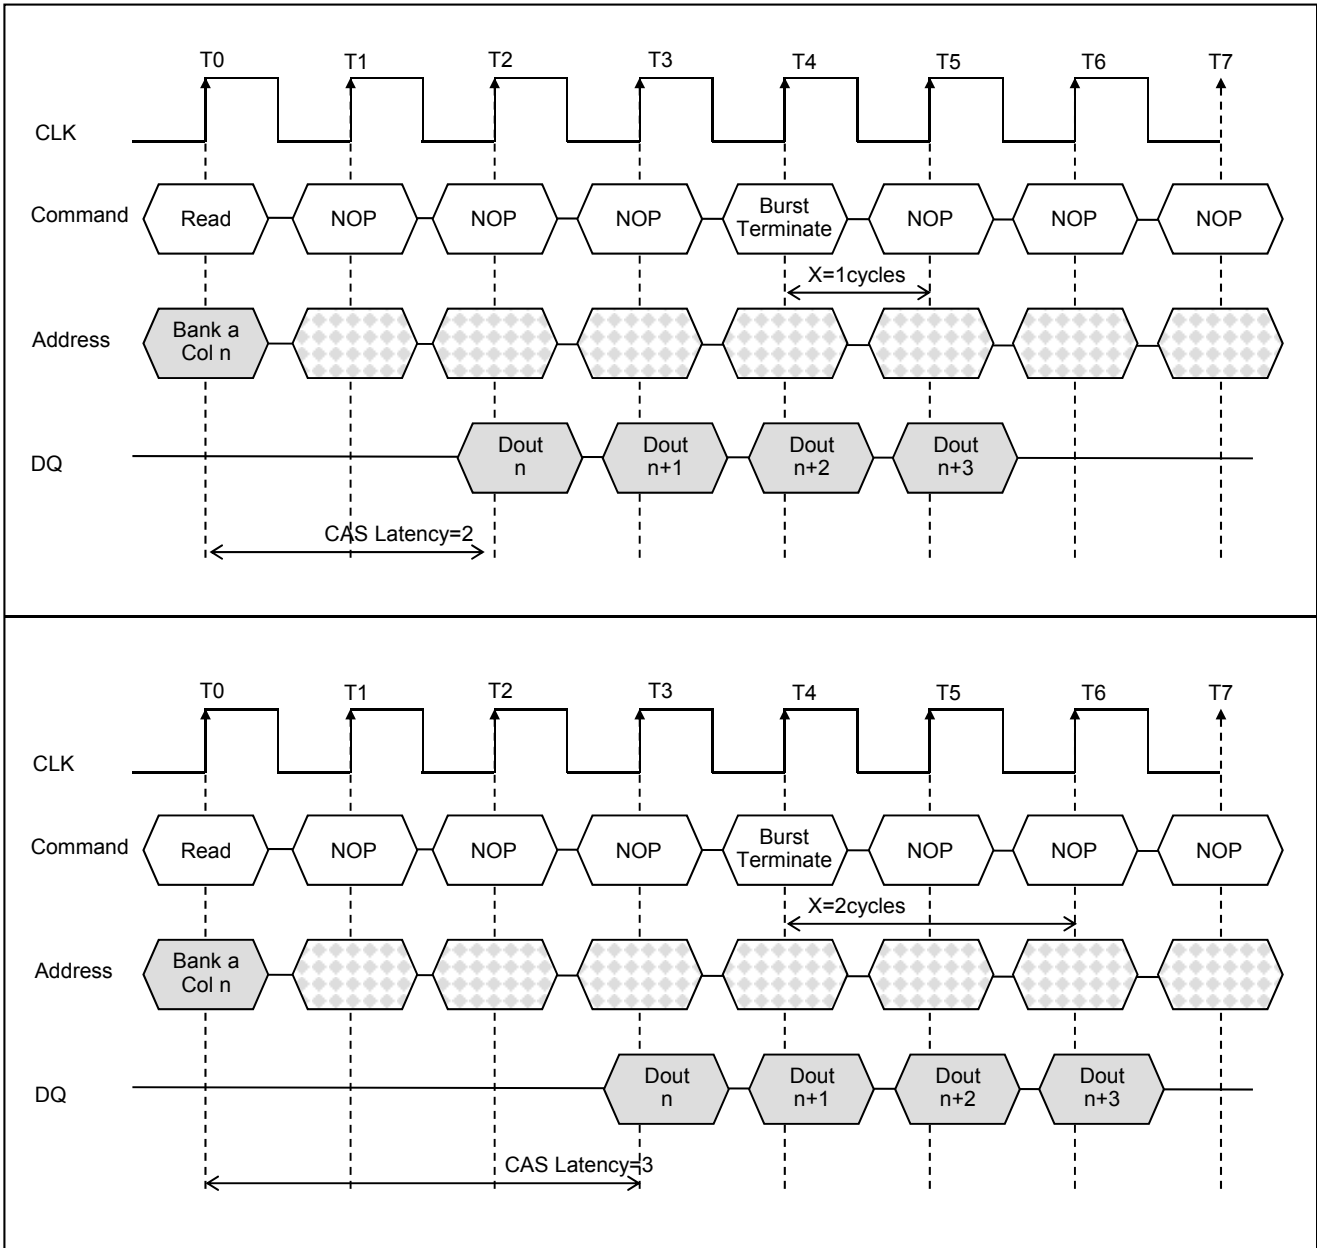 T0 T1 T2 T3 T4 T5 T6 T7
CLK
Command Read NOP NOP NOP Burst Terminate NOP NOP NOP
X=1cycles
Address Bank a Col n
DQ Dout n Dout n+1 Dout n+2 Dout n+3
CAS Latency=2
T0 T1 T2 T3 T4 T5 T6 T7
CLK
Command Read NOP NOP NOP Burst Terminate NOP NOP NOP
X=2cycles
Address Bank a Col n
DQ Dout n Dout n+1 Dout n+2 Dout n+3
CAS Latency=3